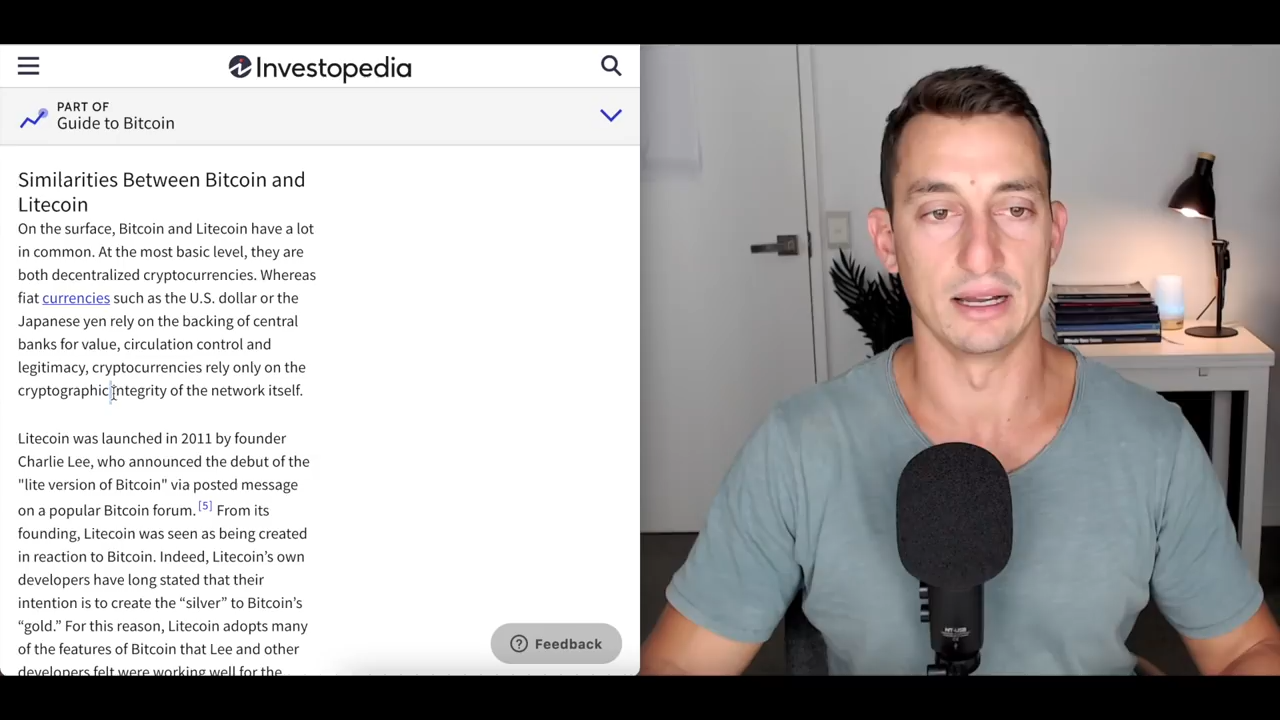 Investopedia
PART OF
Guide to Bitcoin
Similarities Between Bitcoin and
Litecoin
On the surface, Bitcoin and Litecoin have a lot
in common. At the most basic level, they are
both decentralized cryptocurrencies. Whereas
fiat currencies such as the U.S. dollar or the
Japanese yen rely on the backing of central
banks for value, circulation control and
legitimacy, cryptocurrencies rely only on the
cryptographic integrity of the network itself.
Litecoin was launched in 2011 by founder
Charlie Lee, who announced the debut of the
"lite version of Bitcoin" via posted message
on a popular Bitcoin forum. [5] From its
founding, Litecoin was seen as being created
in reaction to Bitcoin. Indeed, Litecoin’s own
developers have long stated that their
intention is to create the “silver” to Bitcoin’s
“gold.” For this reason, Litecoin adopts many
of the features of Bitcoin that Lee and other
developers felt were working well for the
Feedback